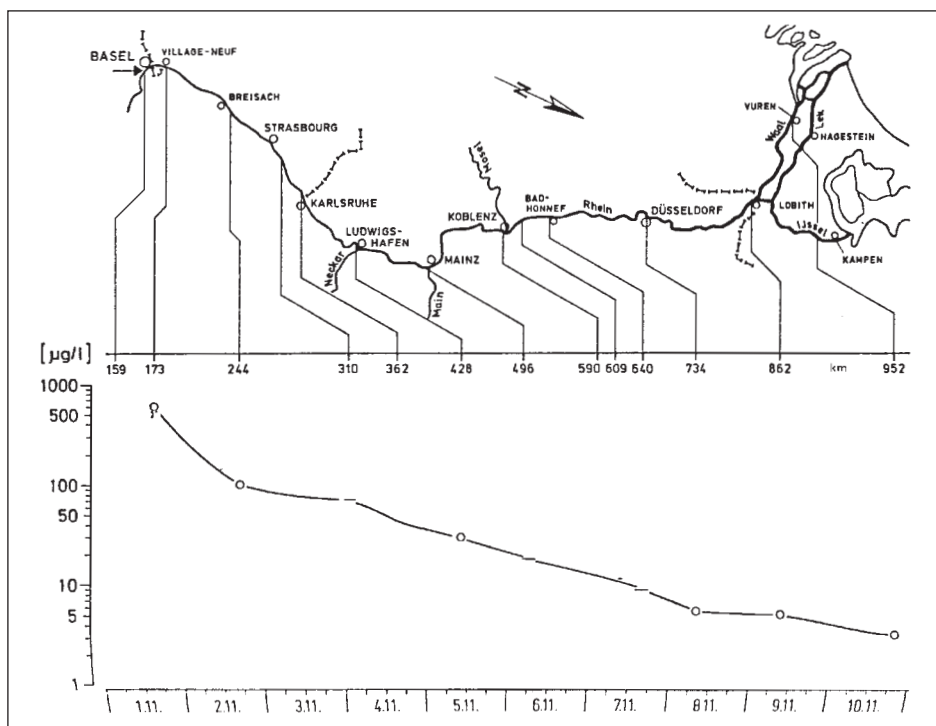 BASEL
VILLAGE-NEUF
BREISACH
STRASBOURG
KARLSRUHE
LUDWIGS-
HAFEN
Neckar
MAINZ
Main
KOBLENZ
Mosel
BAD-
HONNEF
Rhein
DÜSSELDORF
N
VUREN
Waal
Lek
HAGESTEIN
LOBITH
IJssel
KAMPEN
[µg/l]
159 173 244 310 362 428 496 590 609 640 734 862 km 952
1000
500
100
50
10
5
1
1.11. 2.11. 3.11. 4.11. 5.11. 6.11. 7.11. 8.11. 9.11. 10.11.